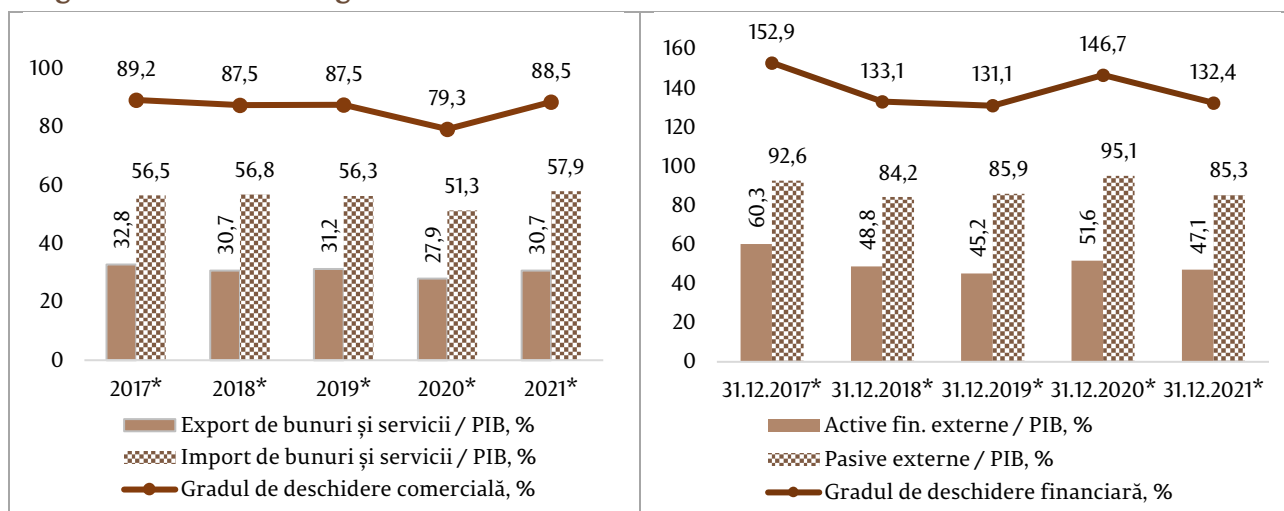 89,2 87,5 87,5 79,3 88,5
100
80
60
40
20
0
56,5 56,8 56,3 51,3 57,9
32,8 30,7 31,2 27,9 30,7
2017* 2018* 2019* 2020* 2021*
Export de bunuri și servicii / PIB, %
Import de bunuri și servicii / PIB, %
Gradul de deschidere comercială, %
152,9 133,1 131,1 146,7 132,4
160
140
120
100
80
60
40
20
0
92,6 84,2 85,9 95,1 85,3
60,3 48,8 45,2 51,6 47,1
31.12.2017* 31.12.2018* 31.12.2019* 31.12.2020* 31.12.2021*
Active fin. externe / PIB, %
Pasive externe / PIB, %
Gradul de deschidere financiară, %